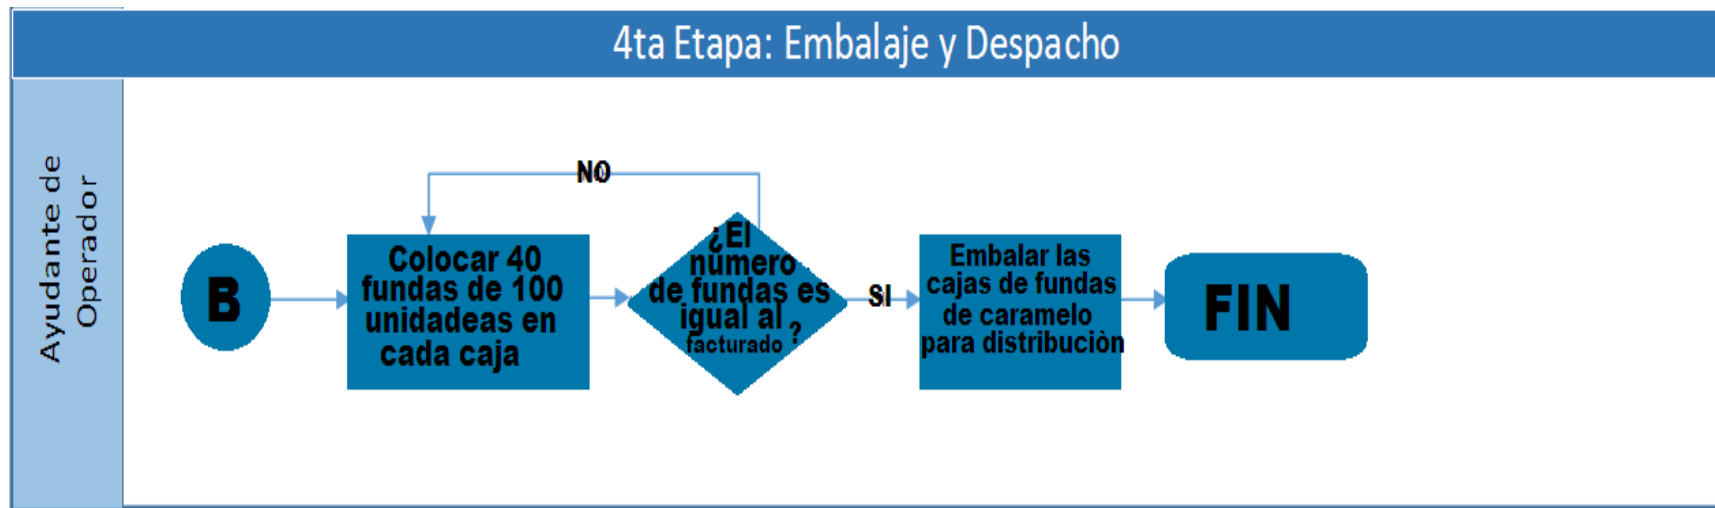 4ta Etapa: Embalaje y Despacho
Ayudante de
Operador
B
Colocar 40
fundas de 100
unidadeas en
cada caja
NO
¿El
número
de fundas es
igual al
facturado ?
SI
Embalar las
cajas de fundas
de caramelo
para distribuciòn
FIN